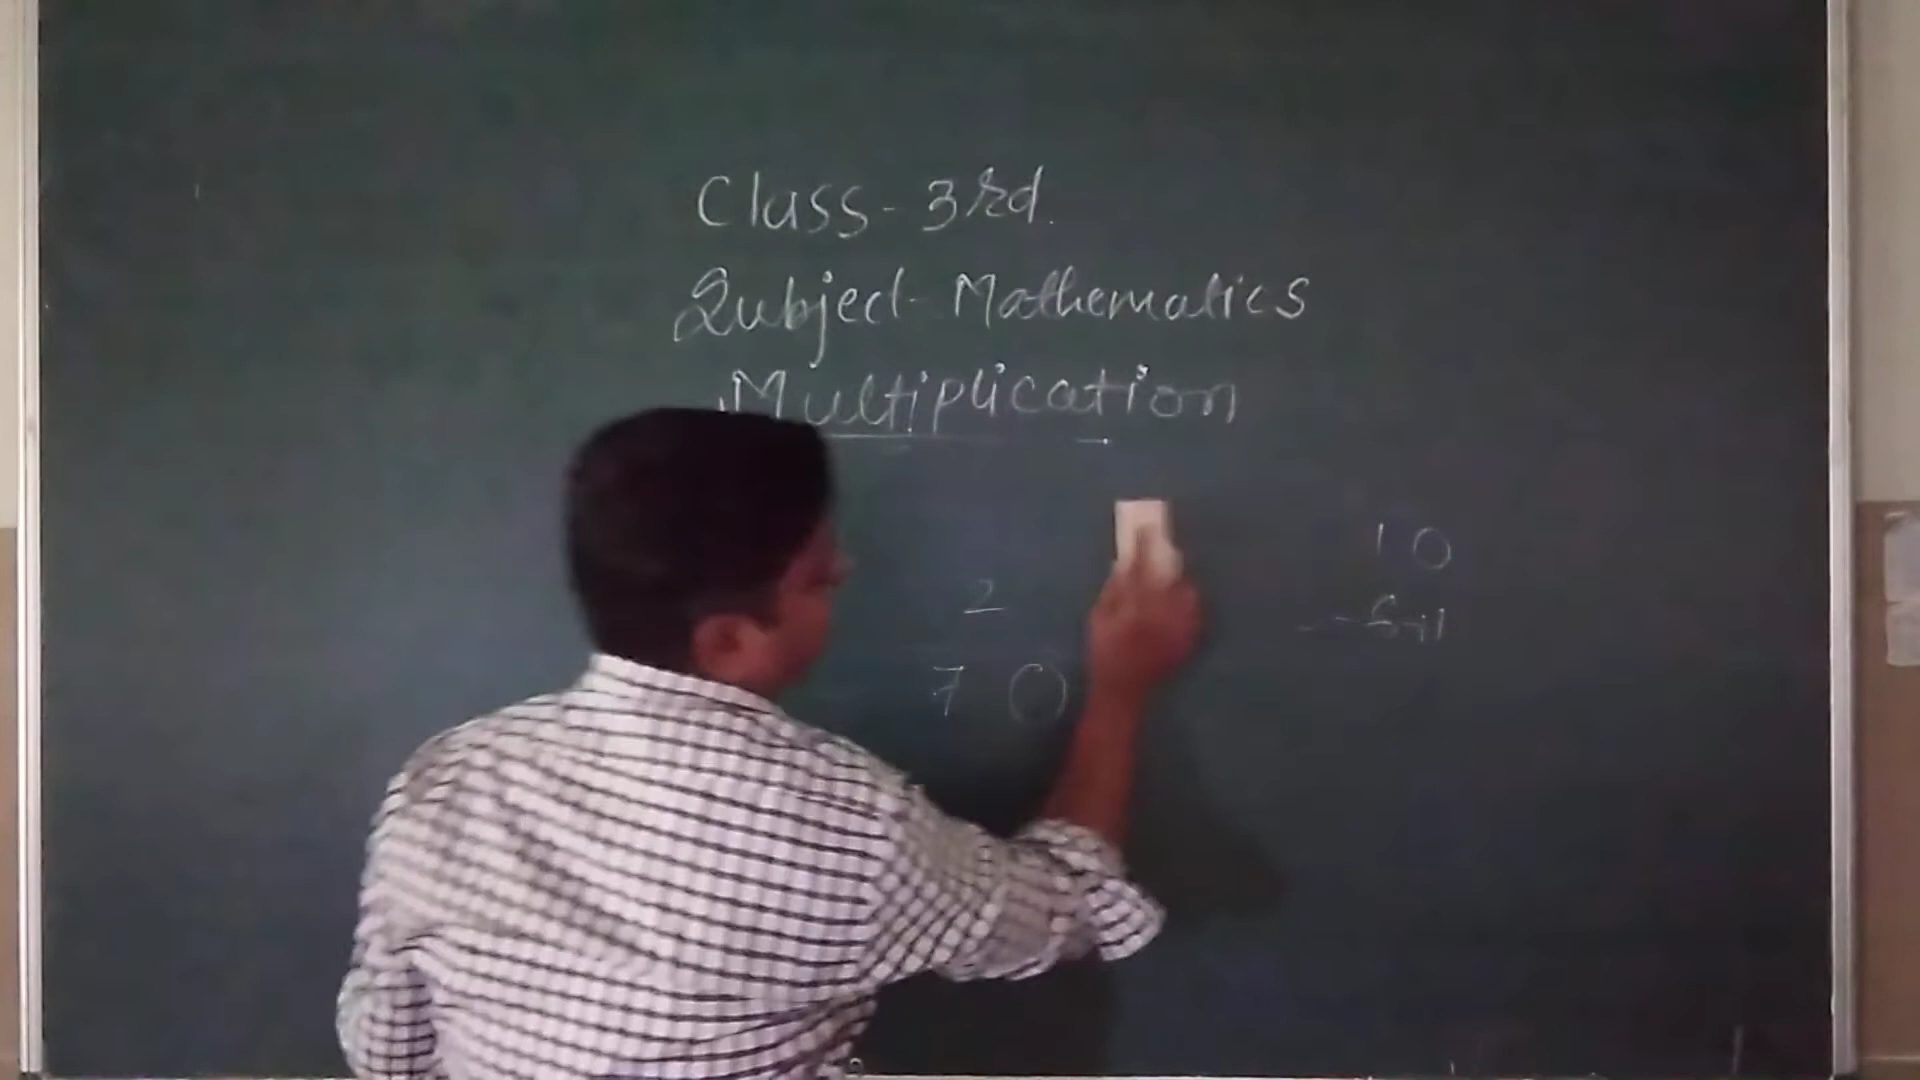 Class - 3rd.
Subject - Mathematics
Multiplication
10
2
70